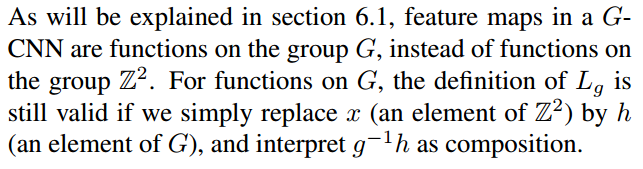 As will be explained in section 6.1, feature maps in a G-
CNN are functions on the group G, instead of functions on
the group ℤ². For functions on G, the definition of L_g is
still valid if we simply replace x (an element of ℤ²) by h
(an element of G), and interpret g⁻¹h as composition.